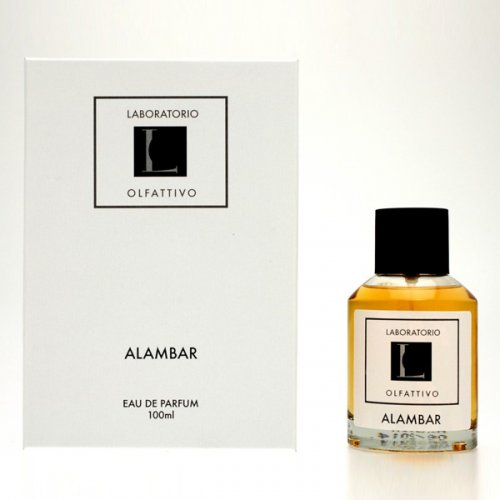 LABORATORIO
L
OLFATTIVO
ALAMBAR
EAU DE PARFUM
100ml
LABORATORIO
L
OLFATTIVO
ALAMBAR